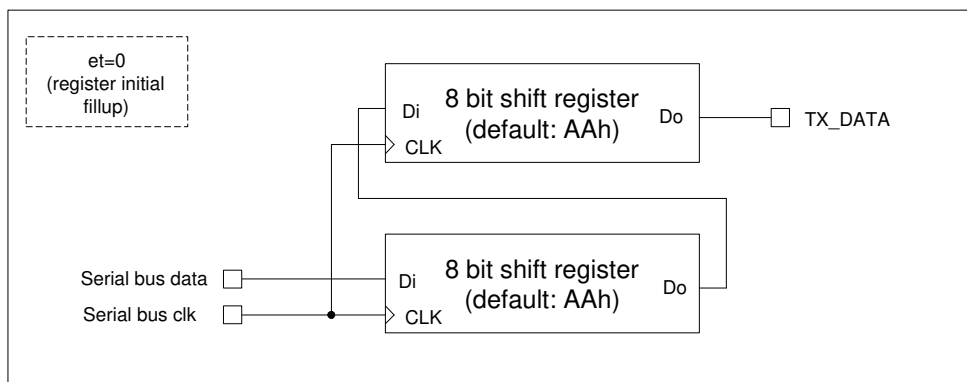 et=0
(register initial
fillup)
8 bit shift register
(default: AAh)
Di
Do
CLK
TX_DATA
8 bit shift register
(default: AAh)
Serial bus data
Di
Do
Serial bus clk
CLK